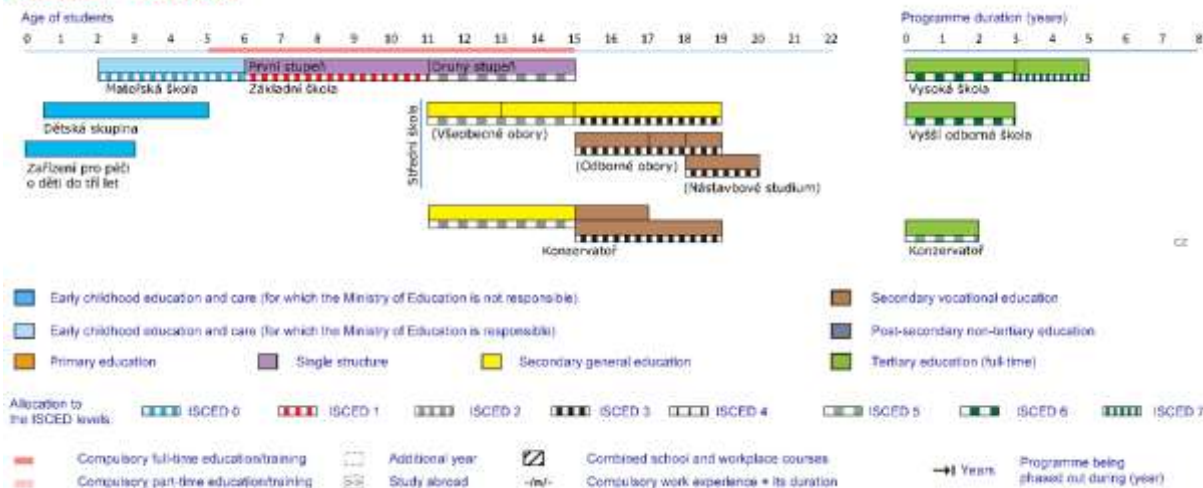 Age of students
Programme duration (years)
0 1 2 3 4 5 6 7 8 9 10 11 12 13 14 15 16 17 18 19 20 21 22
0 1 2 3 4 5 6 7 8
První stupeň
Druhý stupeň
Mateřská škola
Základní škola
Vysoká škola
Dětská skupina
(Všeobecné obory)
Vyšší odborná škola
Střední škola
Zařízení pro péči
o děti do tří let
(Odborné obory)
(Nástavbové studium)
Konzervatoř
Konzervatoř
CZ
Early childhood education and care (for which the Ministry of Education is not responsible)
Secondary vocational education
Early childhood education and care (for which the Ministry of Education is responsible)
Post-secondary non-tertiary education
Primary education
Single structure
Secondary general education
Tertiary education (full-time)
Allocation to
the ISCED levels:
ISCED 0
ISCED 1
ISCED 2
ISCED 3
ISCED 4
ISCED 5
ISCED 6
ISCED 7
Compulsory full-time education/training
Additional year
Combined school and workplace courses
Years
Programme being
phased out during (year)
Compulsory part-time education/training
Study abroad
-/n/-
Compulsory work experience + its duration